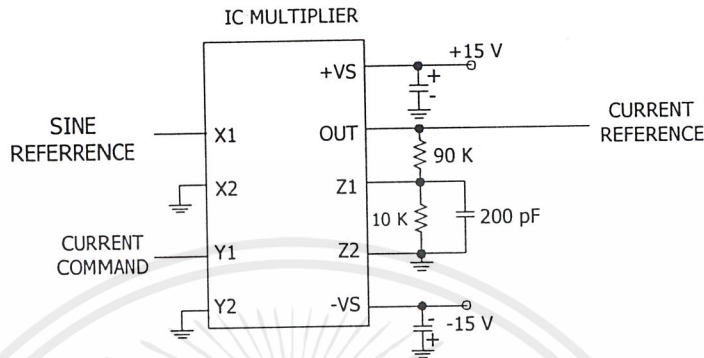 IC MULTIPLIER
+15 V
+VS
+
-
SINE
REFERRENCE
X1
OUT
CURRENT
REFERENCE
90 K
X2
Z1
10 K
200 pF
CURRENT
COMMAND
Y1
Z2
Y2
-VS
-
-15 V
+